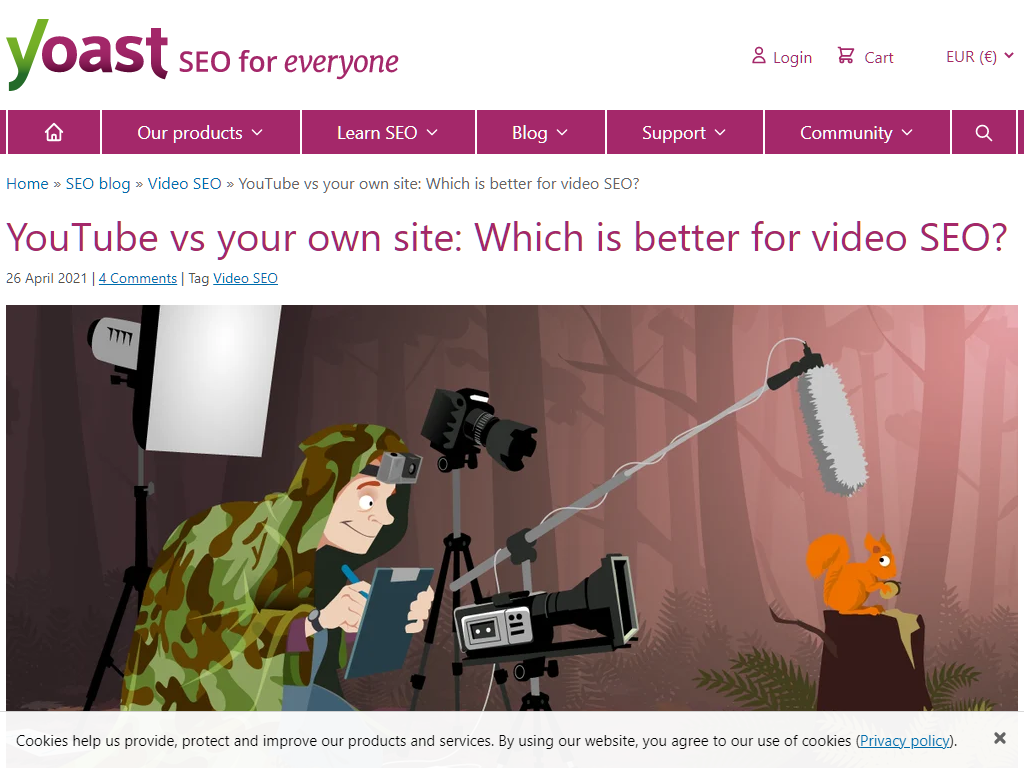 yoast SEO for everyone
Login
Cart
EUR (€)
Our products
Learn SEO
Blog
Support
Community
Home » SEO blog » Video SEO » YouTube vs your own site: Which is better for video SEO?
YouTube vs your own site: Which is better for video SEO?
26 April 2021 | 4 Comments | Tag Video SEO
Cookies help us provide, protect and improve our products and services. By using our website, you agree to our use of cookies (Privacy policy).